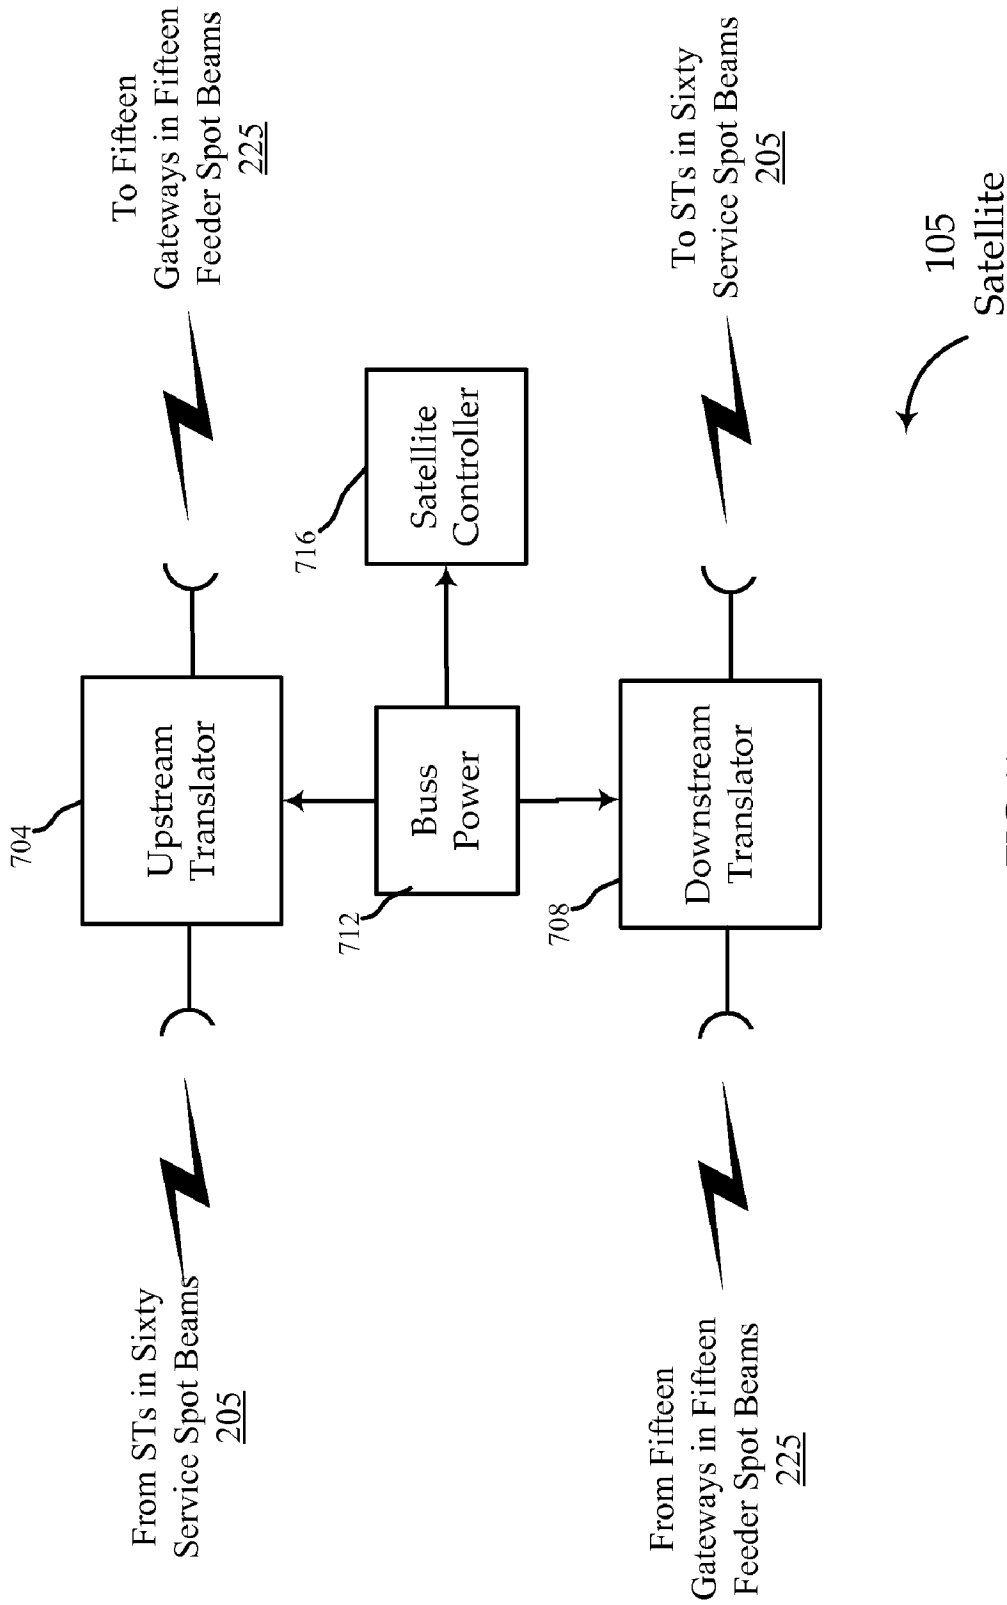 To Fifteen
Gateways in Fifteen
Feeder Spot Beams
225
From STs in Sixty
Service Spot Beams
205
704
Upstream
Translator
716
Satellite
Controller
712
Buss
Power
708
Downstream
Translator
To STs in Sixty
Service Spot Beams
205
From Fifteen
Gateways in Fifteen
Feeder Spot Beams
225
105
Satellite